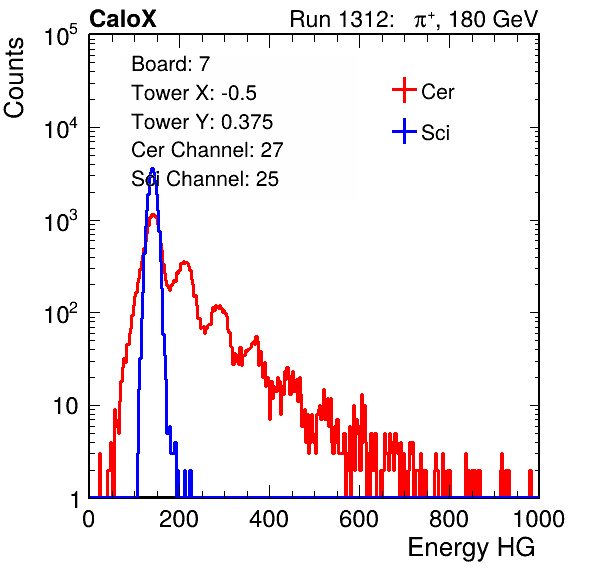 CaloX Run 1312: π⁺, 180 GeV
Counts
Board: 7
Tower X: -0.5
Tower Y: 0.375
Cer Channel: 27
Sci Channel: 25
Cer
Sci
10⁵
10⁴
10³
10²
10
1
0 200 400 600 800 1000
Energy HG